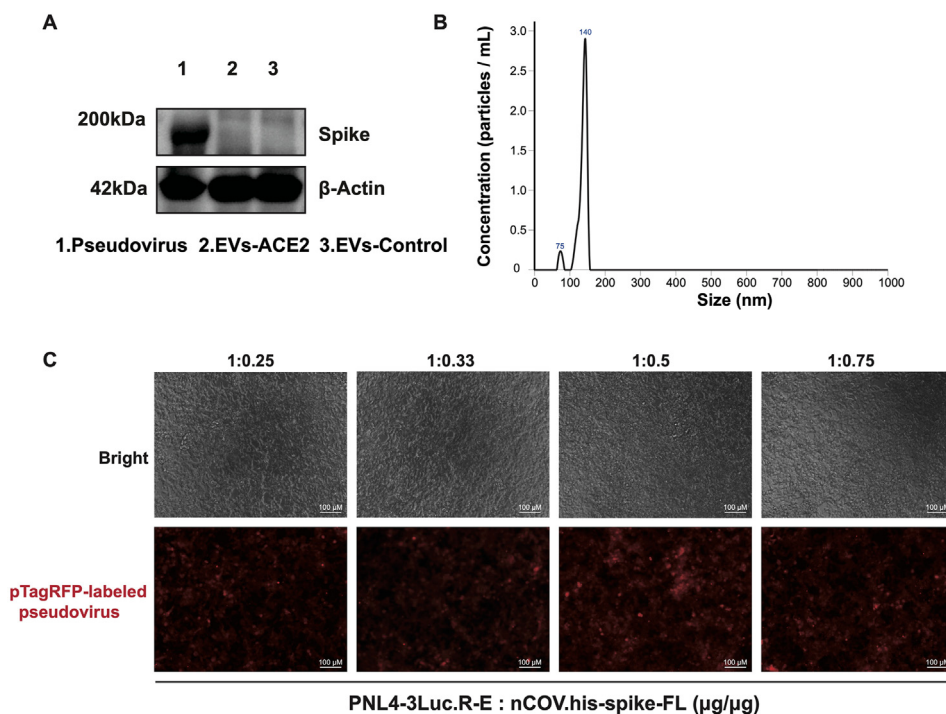 A
1 2 3
200kDa
Spike
42kDa
β-Actin
1.Pseudovirus 2.EVs-ACE2 3.EVs-Control
B
Concentration (particles / mL)
3.0
2.5
2.0
1.5
1.0
0.5
0
140
75
0 100 200 300 400 500 600 700 800 900 1000
Size (nm)
C
1:0.25 1:0.33 1:0.5 1:0.75
Bright
100 µM 100 µM 100 µM 100 µM
pTagRFP-labeled
pseudovirus
100 µM 100 µM 100 µM 100 µM
PNL4-3Luc.R-E : nCOV.his-spike-FL (µg/µg)